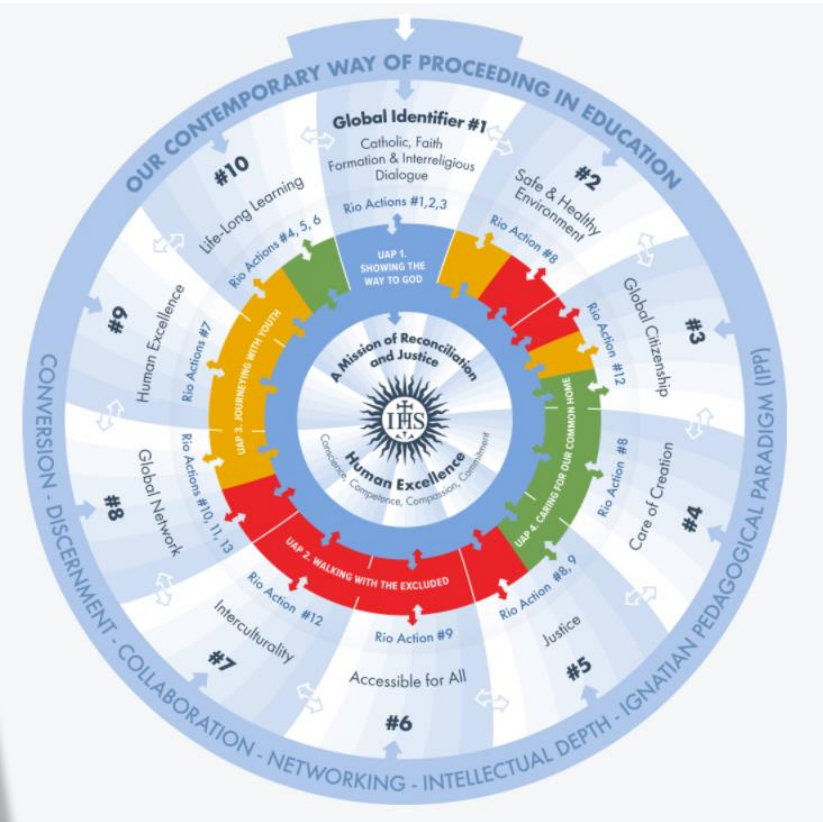 OUR CONTEMPORARY WAY OF PROCEEDING IN EDUCATION
Global Identifier #1
Catholic, Faith
Formation & Interreligious
Dialogue
Rio Actions #1,2,3
#2
Safe & Healthy
Environment
Rio Action #8
#3
Global Citizenship
Rio Action #12
#4
Care of Creation
Rio Action #8
#5
Justice
Rio Action #8, 9
#6
Accessible for All
Rio Action #9
#7
Interculturality
Rio Action #12
#8
Global Network
Rio Actions #10, 11, 13
#9
Human Excellence
Rio Actions #7
#10
Life-Long Learning
Rio Actions #4, 5, 6
UAP 1.
SHOWING THE
WAY TO GOD
UAP 4. CARING FOR OUR COMMON HOME
UAP 2. WALKING WITH THE EXCLUDED
UAP 3. JOURNEYING WITH YOUTH
A Mission of Reconciliation
and Justice
IHS
Human Excellence
Conscience, Competence, Compassion, Commitment
CONVERSION - DISCERNMENT - COLLABORATION - NETWORKING - INTELLECTUAL DEPTH - IGNATIAN PEDAGOGICAL PARADIGM (IPP)